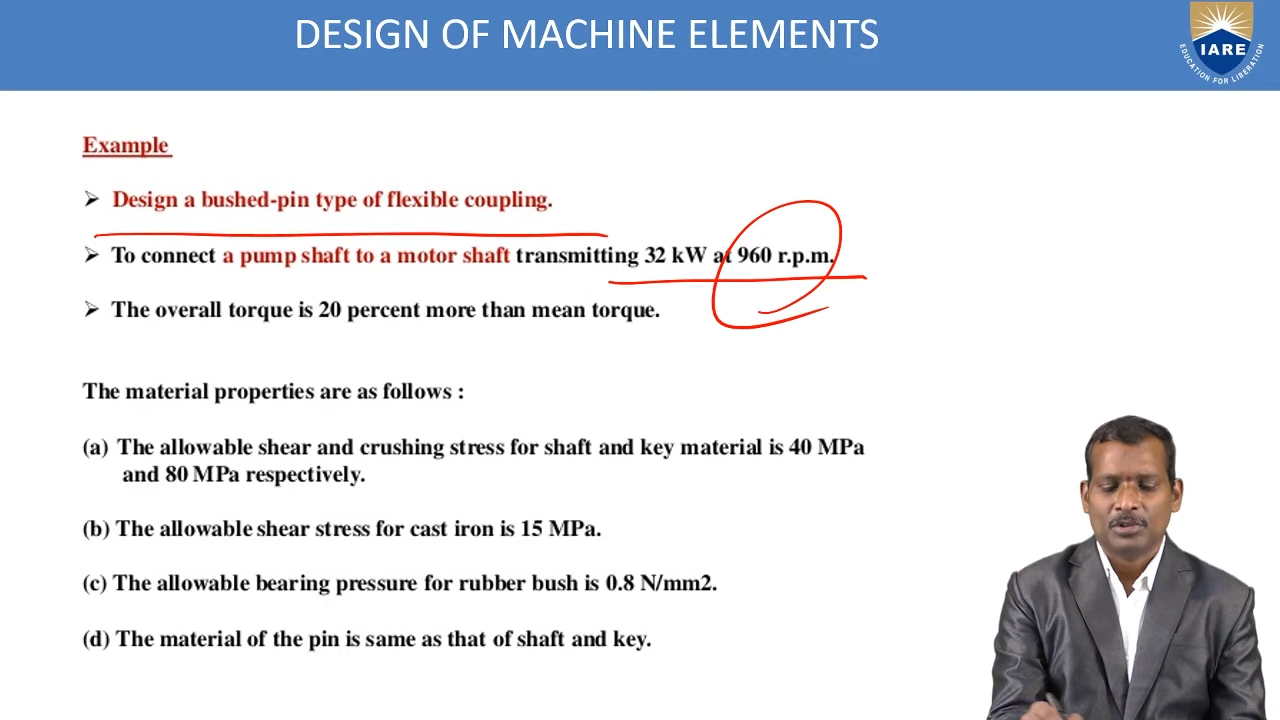 DESIGN OF MACHINE ELEMENTS
IARE
EDUCATION FOR LIBERATION
Example
➢ Design a bushed-pin type of flexible coupling.
➢ To connect a pump shaft to a motor shaft transmitting 32 kW at 960 r.p.m.
➢ The overall torque is 20 percent more than mean torque.
The material properties are as follows :
(a) The allowable shear and crushing stress for shaft and key material is 40 MPa
and 80 MPa respectively.
(b) The allowable shear stress for cast iron is 15 MPa.
(c) The allowable bearing pressure for rubber bush is 0.8 N/mm2.
(d) The material of the pin is same as that of shaft and key.